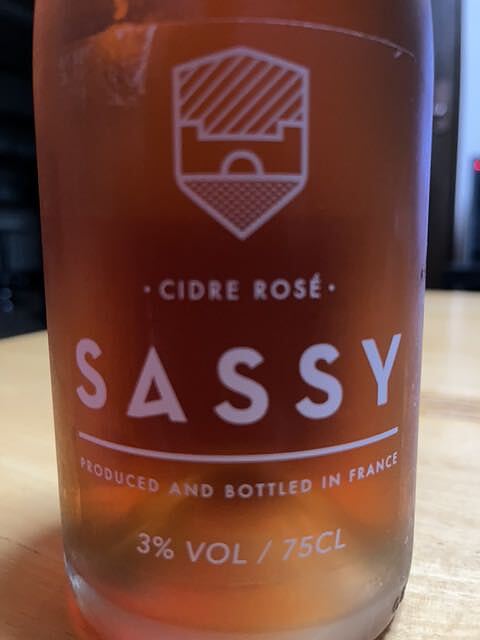 · CIDRE ROSÉ ·
SASSY
PRODUCED AND BOTTLED IN FRANCE
3% VOL / 75CL